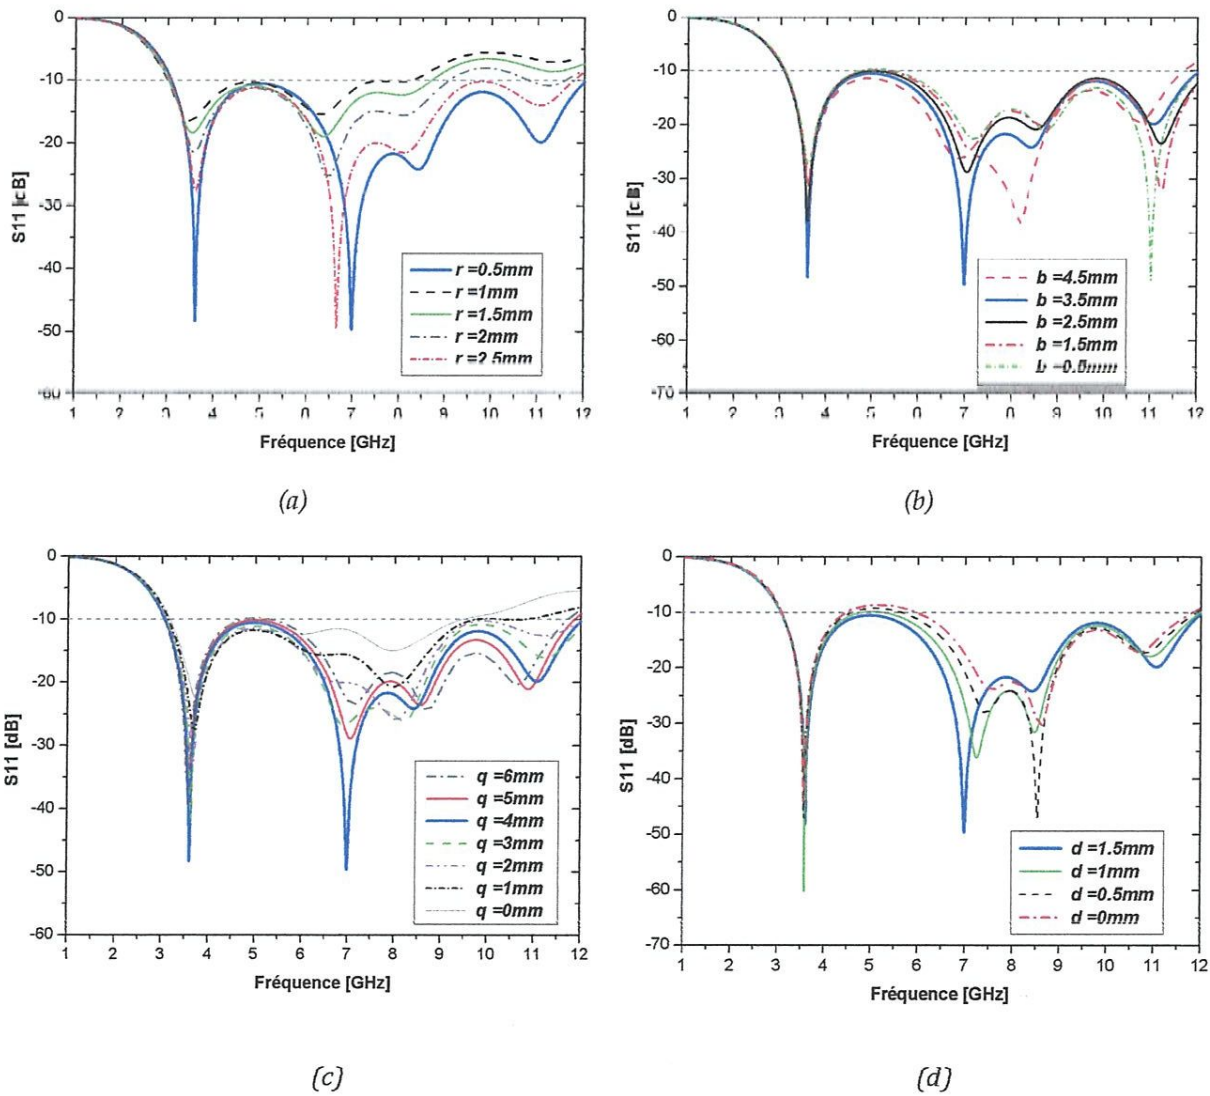 0
-10
-20
-30
-40
-50
S11
r =0.5mm
r =1mm
r =1.5mm
r =2mm
r =2.5mm
1 2 3 4 5 7 9 10 11 12
Fréquence [GHz]
(a)
0
-10
-20
-30
-40
-50
-60
-70
S11
b =4.5mm
b =3.5mm
b =2.5mm
b =1.5mm
1 2 3 4 5 7 9 10 11 12
Fréquence [GHz]
(b)
0
-10
-20
-30
-40
-50
-60
S11 [dB]
q =6mm
q =5mm
q =4mm
q =3mm
q =2mm
q =1mm
q =0mm
1 2 3 4 5 6 7 8 9 10 11 12
Fréquence [GHz]
(c)
0
-10
-20
-30
-40
-50
-60
-70
S11 [dB]
d =1.5mm
d =1mm
d =0.5mm
d =0mm
1 2 3 4 5 6 7 8 9 10 11 12
Fréquence [GHz]
(d)